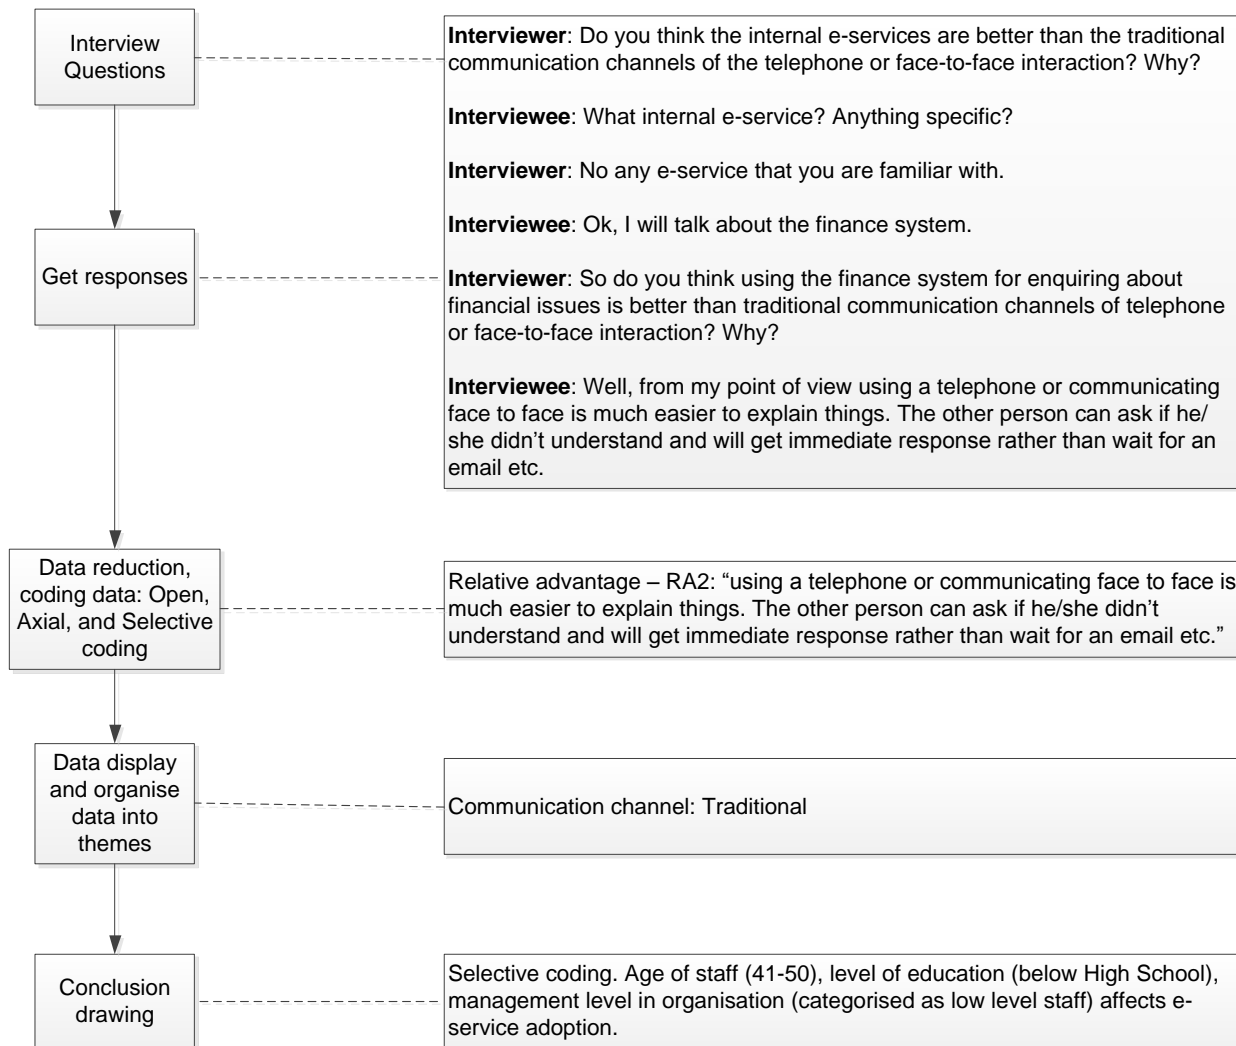 Interview
Questions
Interviewer: Do you think the internal e-services are better than the traditional
communication channels of the telephone or face-to-face interaction? Why?
Interviewee: What internal e-service? Anything specific?
Interviewer: No any e-service that you are familiar with.
Interviewee: Ok, I will talk about the finance system.
Get responses
Interviewer: So do you think using the finance system for enquiring about
financial issues is better than traditional communication channels of telephone
or face-to-face interaction? Why?
Interviewee: Well, from my point of view using a telephone or communicating
face to face is much easier to explain things. The other person can ask if he/
she didn’t understand and will get immediate response rather than wait for an
email etc.
Data reduction,
coding data: Open,
Axial, and Selective
coding
Relative advantage – RA2: “using a telephone or communicating face to face is
much easier to explain things. The other person can ask if he/she didn’t
understand and will get immediate response rather than wait for an email etc.”
Data display
and organise
data into
themes
Communication channel: Traditional
Conclusion
drawing
Selective coding. Age of staff (41-50), level of education (below High School),
management level in organisation (categorised as low level staff) affects e-
service adoption.